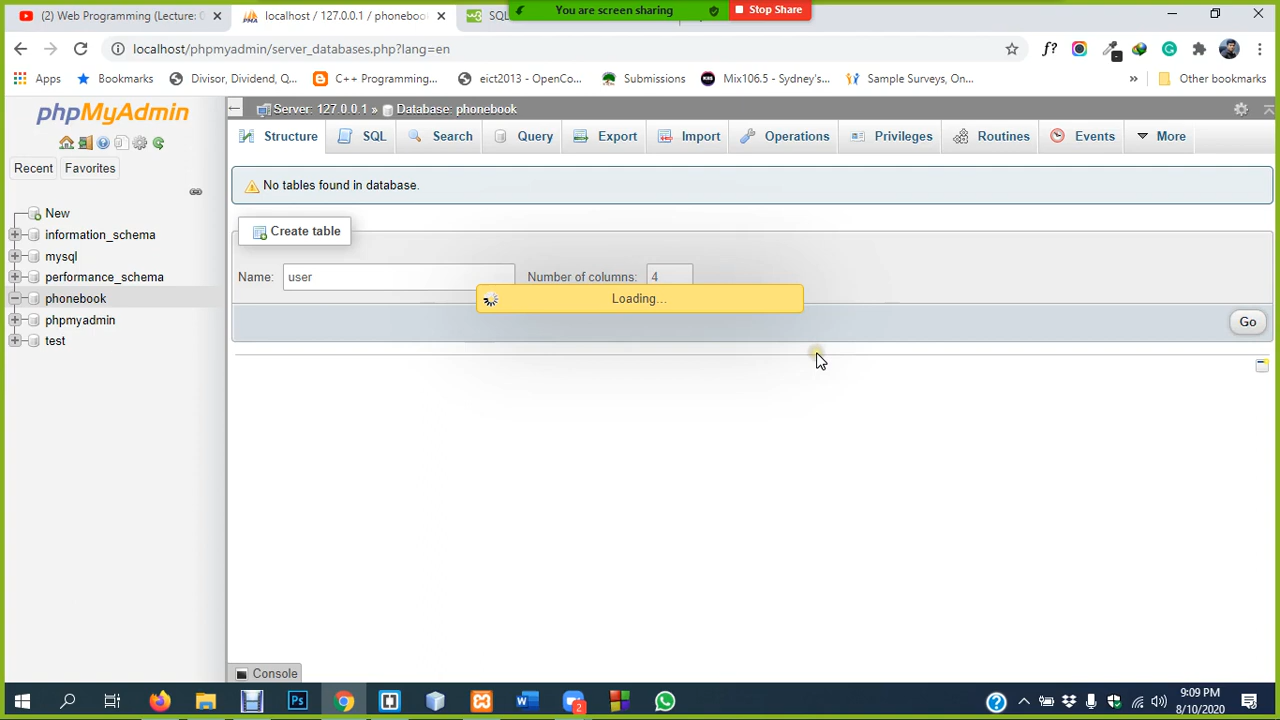 You are screen sharing
Stop Share
(2) Web Programming (Lecture: 0
localhost / 127.0.0.1 / phonebook
SQL
localhost/phpmyadmin/server_databases.php?lang=en
f?
Apps
Bookmarks
Divisor, Dividend, Q...
C++ Programming...
eict2013 - OpenCo...
Submissions
Mix106.5 - Sydney's...
Sample Surveys, On...
»
Other bookmarks
phpMyAdmin
Recent
Favorites
New
information_schema
mysql
performance_schema
phonebook
phpmyadmin
test
Server: 127.0.0.1 » Database: phonebook
Structure
SQL
Search
Query
Export
Import
Operations
Privileges
Routines
Events
More
No tables found in database.
Create table
Name: user
Number of columns: 4
Loading...
Go
Console
Ps
2
9:09 PM
8/10/2020